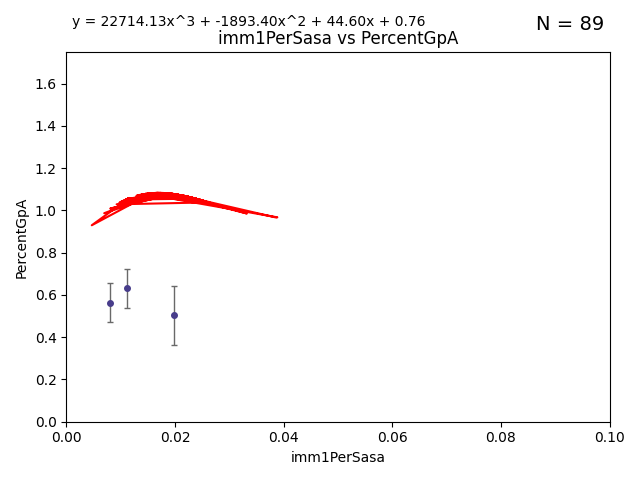 y = 22714.13x^3 + -1893.40x^2 + 44.60x + 0.76
N = 89
imm1PerSasa vs PercentGpA
1.6
1.4
1.2
1.0
0.8
0.6
0.4
0.2
0.0
PercentGpA
0.00 0.02 0.04 0.06 0.08 0.10
imm1PerSasa